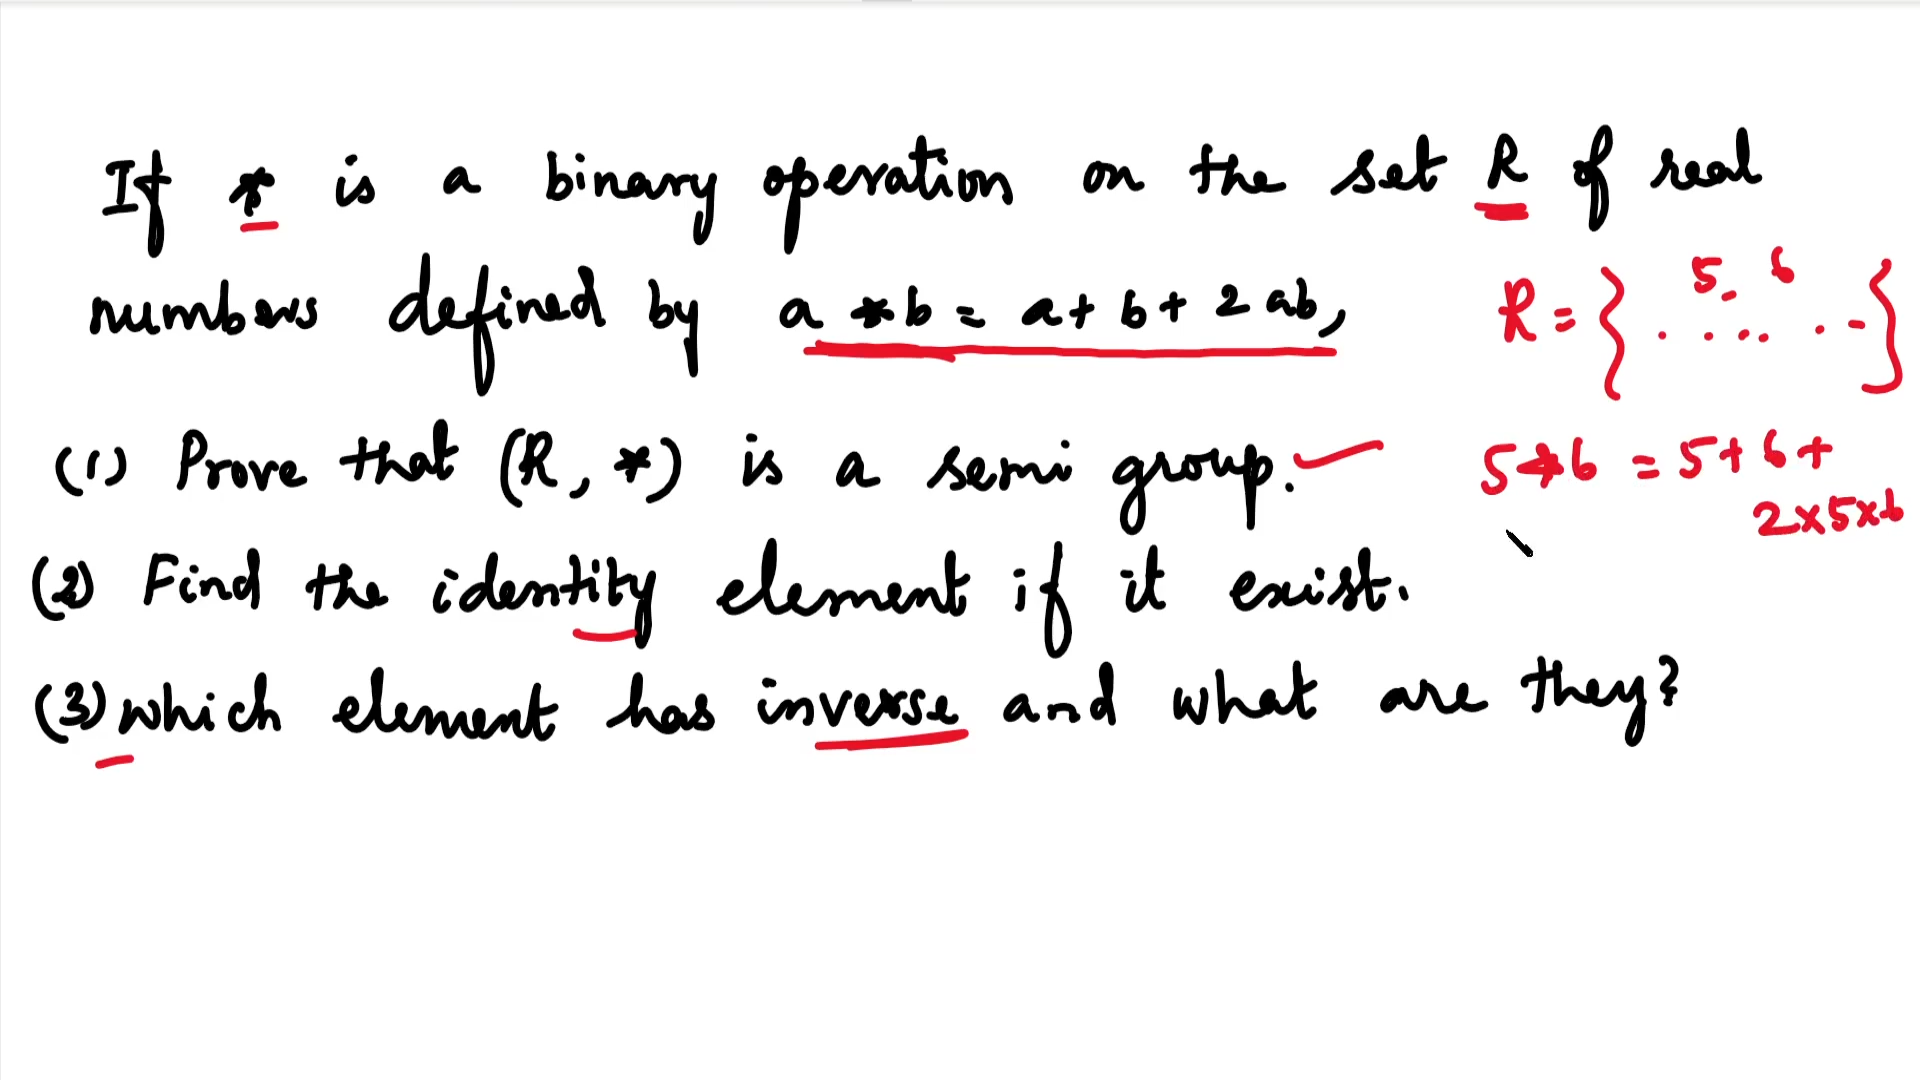 If * is a binary operation on the set R of real
numbers defined by a * b = a + b + 2 ab,
R = { . 5. . . . 6 . - }
(1) Prove that (R, *) is a semi group.
5 * 6 = 5 + 6 +
2 x 5 x 6
(2) Find the identity element if it exist.
(3) which element has inverse and what are they?